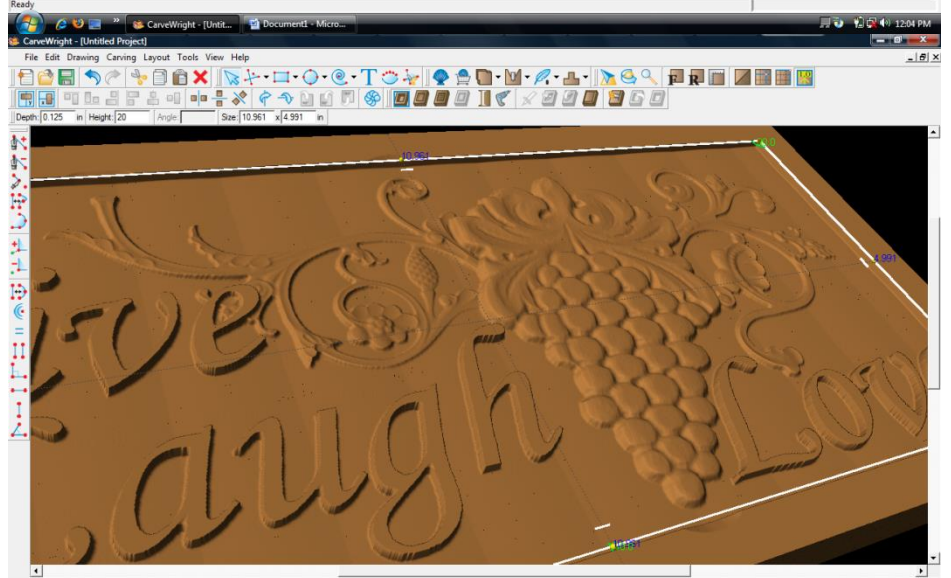 Ready
» CarveWright - [Untit... Document1 - Micro... 12:04 PM
CarveWright - [Untitled Project]
File Edit Drawing Carving Layout Tools View Help
Depth: 0.125 in Height: 20 Angle: Size: 10.961 x 4.991 in
10.961
4.991
ive
Laugh
Love